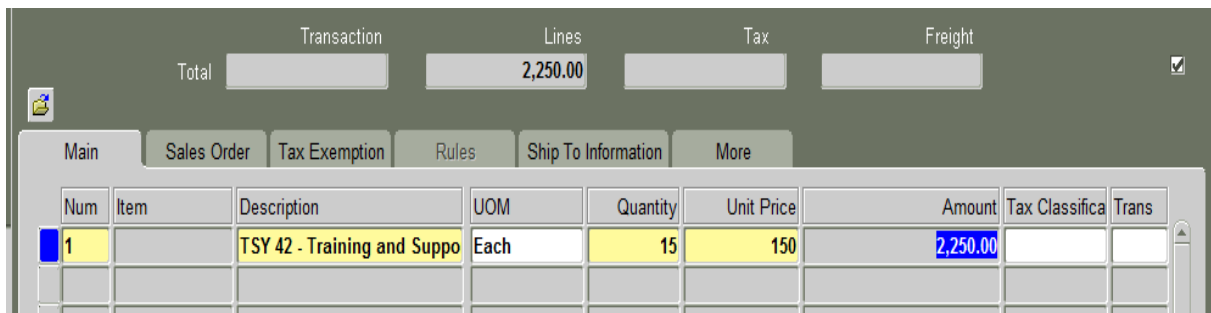 Transaction Lines Tax Freight
Total 2,250.00
Main Sales Order Tax Exemption Rules Ship To Information More
Num Item Description UOM Quantity Unit Price Amount Tax Classifica Trans
1 TSY 42 - Training and Suppo Each 15 150 2,250.00